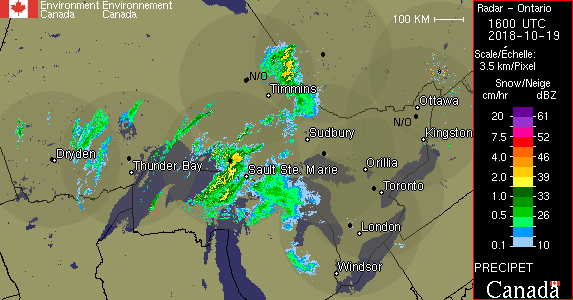 Environment Environnement
Canada Canada
100 KM
N/O
Timmins
Ottawa
N/O
Sudbury
Kingston
Dryden
Thunder Bay
Sault Ste. Marie
Orillia
Toronto
London
Windsor
Radar - Ontario
1600 UTC
2018-10-19
Scale/Échelle:
3.5 km/Pixel
Snow/Neige
cm/hr dBZ
20 61
7.5 52
4.0 46
2.0 39
1.0 33
0.5 26
0.1 10
PRECIPET
Canada